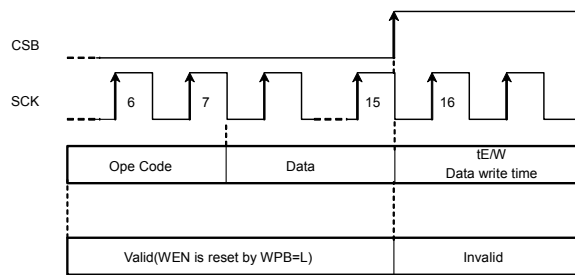 CSB
SCK
6
7
15
16
Ope Code
Data
tE/W
Data write time
Valid(WEN is reset by WPB=L)
Invalid